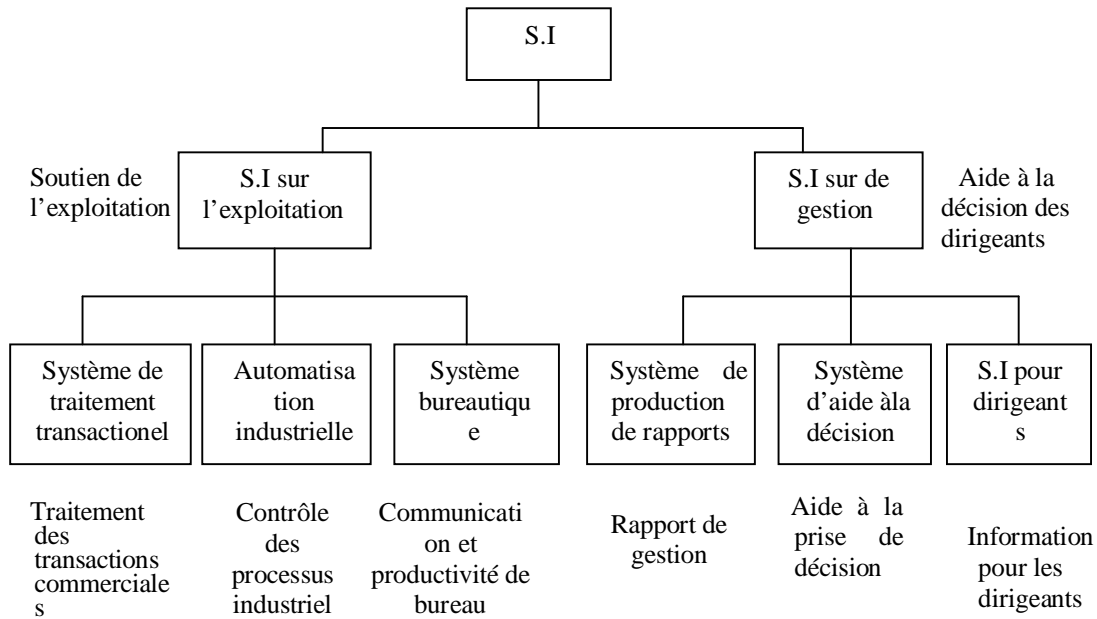 S.I
Soutien de
l’exploitation
S.I sur
l’exploitation
S.I sur de
gestion
Aide à la
décision des
dirigeants
Système de
traitement
transactionel
Automatisa
tion
industrielle
Système
bureautiqu
e
Système de
production
de rapports
Système
d’aide àla
décision
S.I pour
dirigeant
s
Traitement
des
transactions
commerciale
s
Contrôle
des
processus
industriel
Communicati
on et
productivité de
bureau
Rapport de
gestion
Aide à la
prise de
décision
Information
pour les
dirigeants